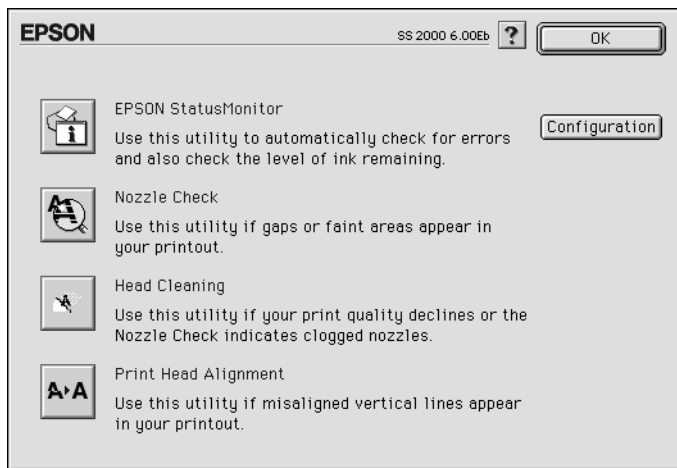 EPSON
SS 2000 6.00Eb
?
OK
EPSON StatusMonitor
Use this utility to automatically check for errors
and also check the level of ink remaining.
Configuration
Nozzle Check
Use this utility if gaps or faint areas appear in
your printout.
Head Cleaning
Use this utility if your print quality declines or the
Nozzle Check indicates clogged nozzles.
A▸A
Print Head Alignment
Use this utility if misaligned vertical lines appear
in your printout.